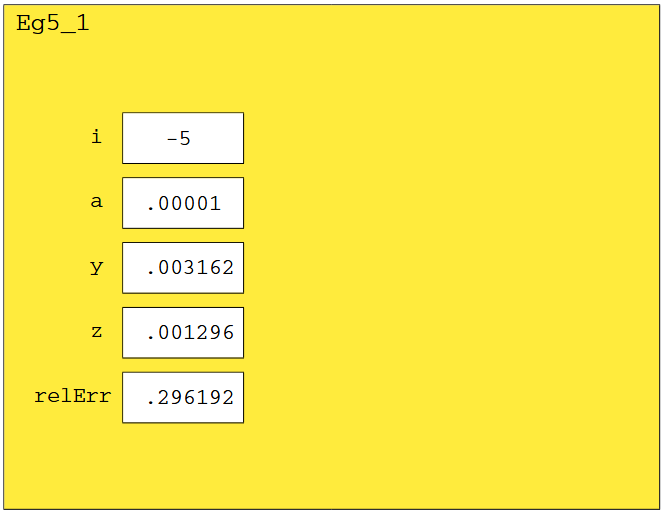 Eg5_1
i -5
a .00001
y .003162
z .001296
relErr .296192